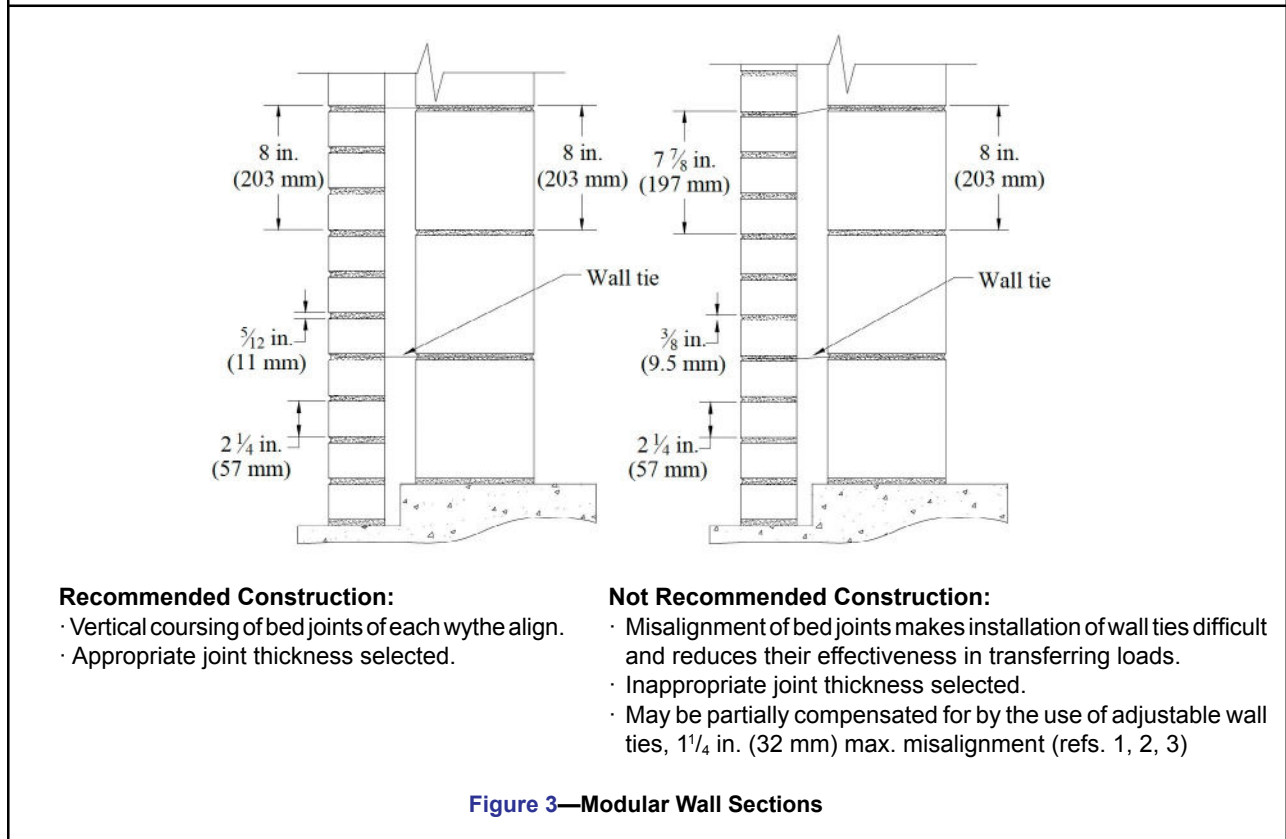 8 in.
(203 mm)
8 in.
(203 mm)
Wall tie
5/12 in.
(11 mm)
2 1/4 in.
(57 mm)
7 7/8 in.
(197 mm)
8 in.
(203 mm)
Wall tie
3/8 in.
(9.5 mm)
2 1/4 in.
(57 mm)
Recommended Construction:
· Vertical coursing of bed joints of each wythe align.
· Appropriate joint thickness selected.
Not Recommended Construction:
· Misalignment of bed joints makes installation of wall ties difficult
and reduces their effectiveness in transferring loads.
· Inappropriate joint thickness selected.
· May be partially compensated for by the use of adjustable wall
ties, 1 1/4 in. (32 mm) max. misalignment (refs. 1, 2, 3)
Figure 3—Modular Wall Sections